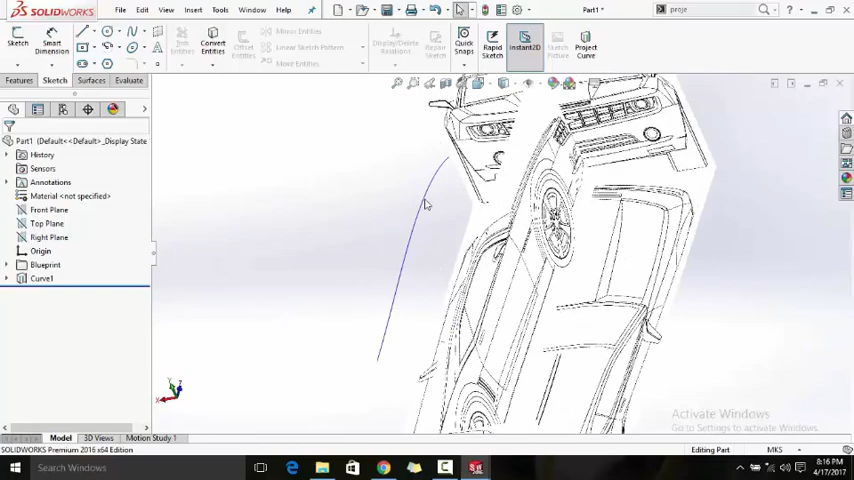 SOLIDWORKS File Edit View Insert Tools Window Help Part1 * proje
Sketch Smart Dimension Trim Entities Convert Entities Offset Entities Mirror Entities Linear Sketch Pattern Move Entities Display/Delete Relations Repair Sketch Quick Snaps Rapid Sketch Instant2D Sketch Picture Project Curve
Features Sketch Surfaces Evaluate
Part1 (Default<<Default>_Display State
History
Sensors
Annotations
Material <not specified>
Front Plane
Top Plane
Right Plane
Origin
Blueprint
Curve1
Activate Windows
Go to Settings to activate Windows.
Model 3D Views Motion Study 1
SOLIDWORKS Premium 2016 x64 Edition Editing Part MKS
Search Windows 8:16 PM
4/17/2017